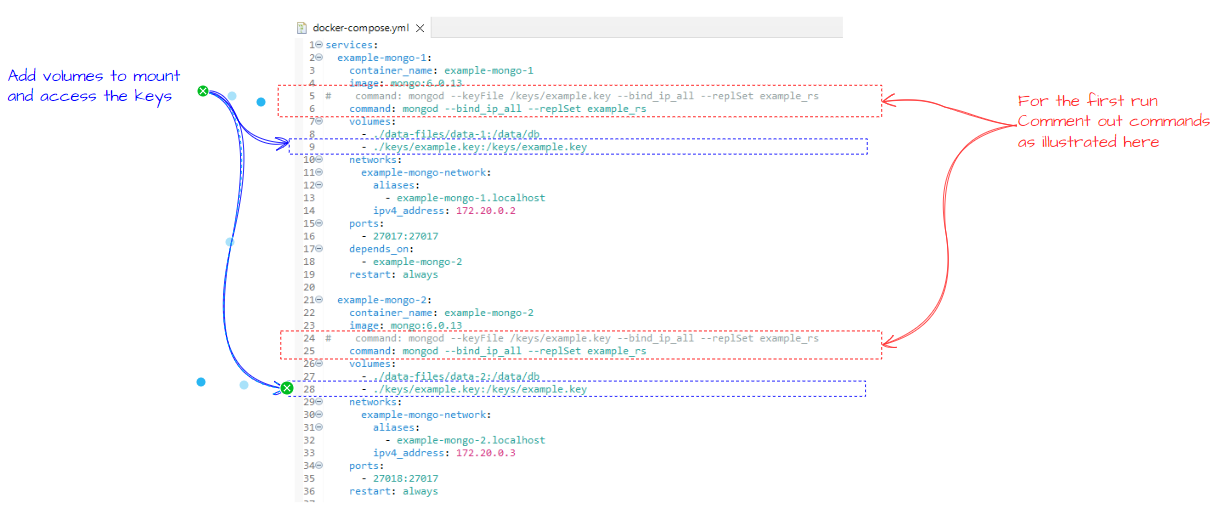 docker-compose.yml
Add volumes to mount
and access the keys
1 services:
2 example-mongo-1:
3 container_name: example-mongo-1
4 image: mongo:6.0.13
5 # command: mongod --keyFile /keys/example.key --bind_ip_all --replSet example_rs
6 command: mongod --bind_ip_all --replSet example_rs
7 volumes:
8 - ./data-files/data-1:/data/db
9 - ./keys/example.key:/keys/example.key
10 networks:
11 example-mongo-network:
12 aliases:
13 - example-mongo-1.localhost
14 ipv4_address: 172.20.0.2
15 ports:
16 - 27017:27017
17 depends_on:
18 - example-mongo-2
19 restart: always
20
21 example-mongo-2:
22 container_name: example-mongo-2
23 image: mongo:6.0.13
24 # command: mongod --keyFile /keys/example.key --bind_ip_all --replSet example_rs
25 command: mongod --bind_ip_all --replSet example_rs
26 volumes:
27 - ./data-files/data-2:/data/db
28 - ./keys/example.key:/keys/example.key
29 networks:
30 example-mongo-network:
31 aliases:
32 - example-mongo-2.localhost
33 ipv4_address: 172.20.0.3
34 ports:
35 - 27018:27017
36 restart: always
For the first run
Comment out commands
as illustrated here